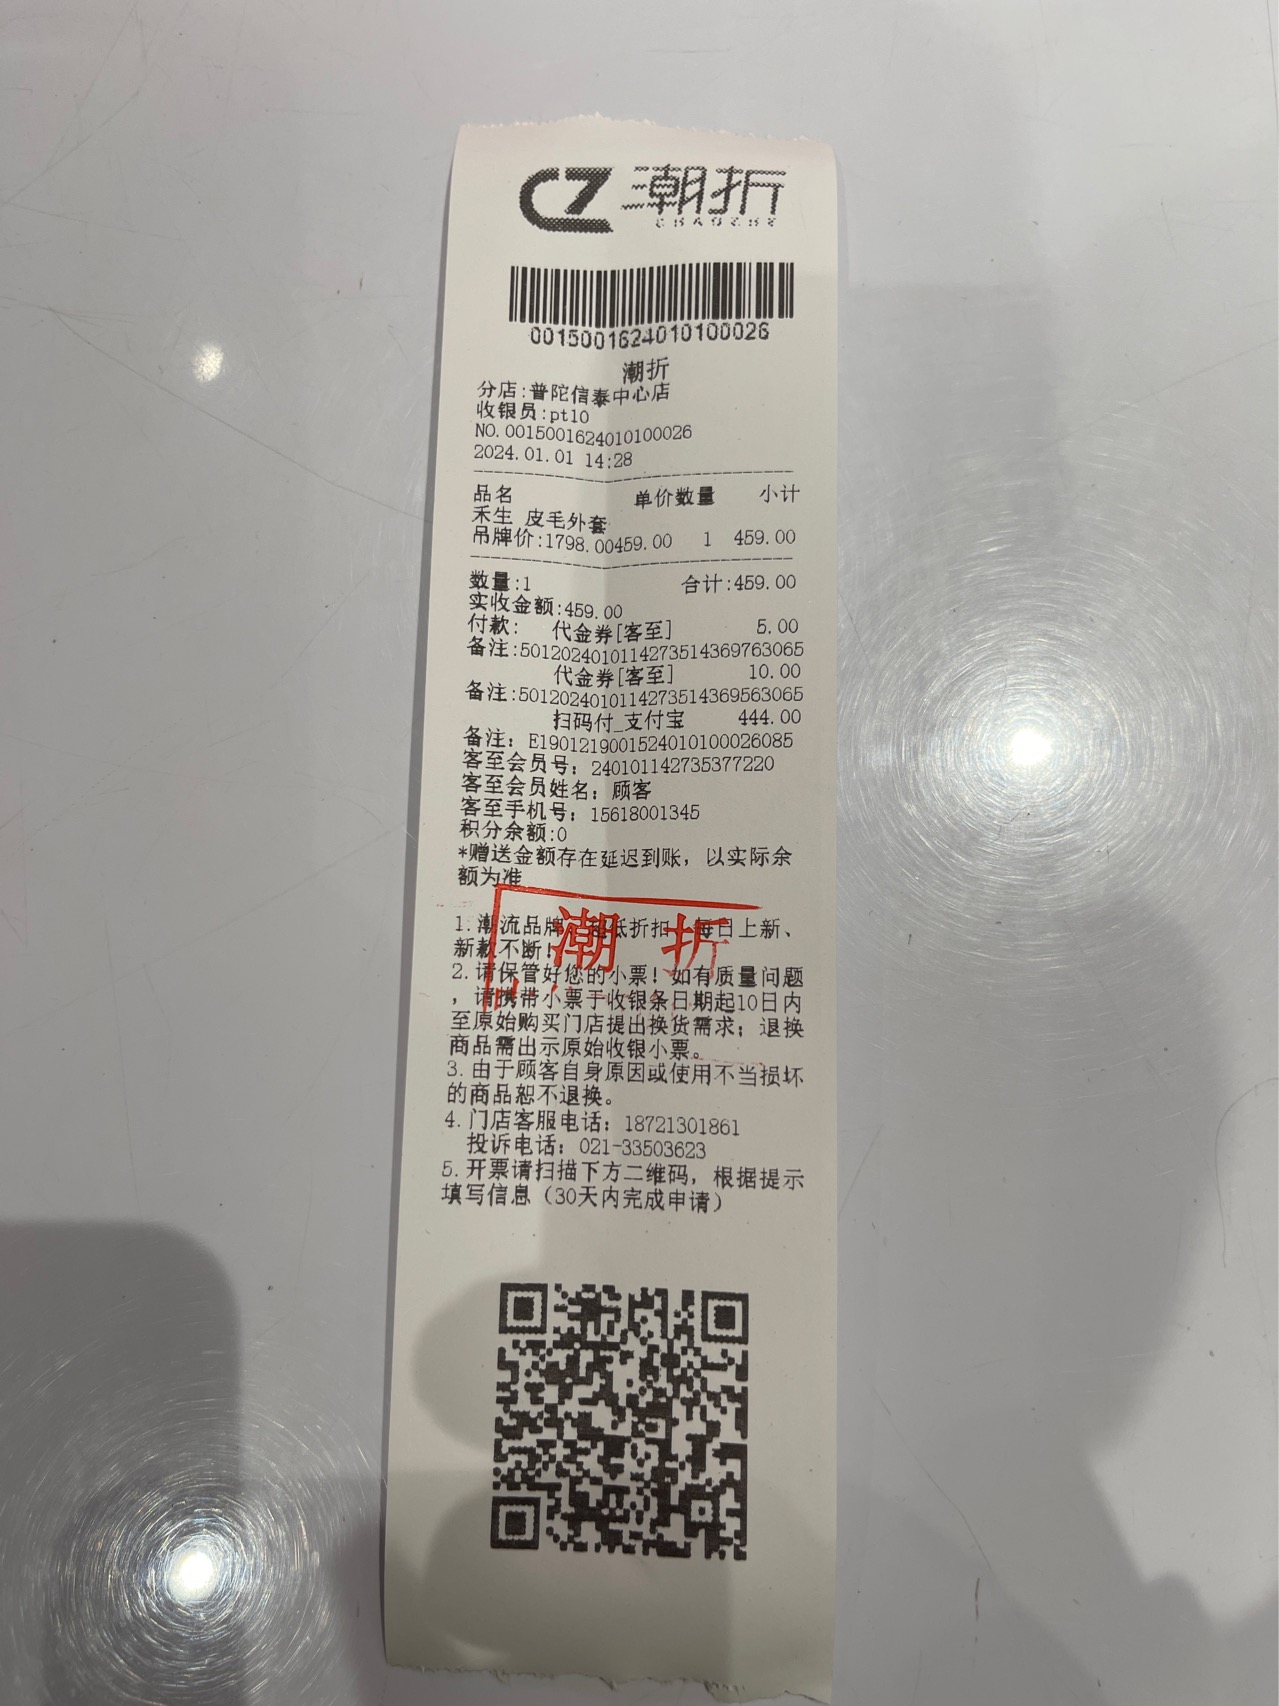 CZ 潮折
CHAOZHE
0015001624010100026
潮折
分店:普陀信泰中心店
收银员:pt10
NO.0015001624010100026
2024.01.01 14:28
品名 单价数量 小计
禾生 皮毛外套
吊牌价:1798.00459.00 1 459.00
数量:1 合计:459.00
实收金额:459.00
付款: 代金券[客至] 5.00
备注:5012024010114273514369763065
代金券[客至] 10.00
备注:5012024010114273514369563065
扫码付_支付宝 444.00
备注: E1901219001524010100026085
客至会员号: 240101142735377220
客至会员姓名: 顾客
客至手机号: 15618001345
积分余额:0
*赠送金额存在延迟到账，以实际余
额为准
潮 折
1.潮流品牌、超低折扣、每日上新、
新款不断!
2.请保管好您的小票! 如有质量问题
，请携带小票于收银条日期起10日内
至原始购买门店提出换货需求; 退换
商品需出示原始收银小票。
3.由于顾客自身原因或使用不当损坏
的商品恕不退换。
4.门店客服电话: 18721301861
投诉电话: 021-33503623
5.开票请扫描下方二维码，根据提示
填写信息（30天内完成申请）